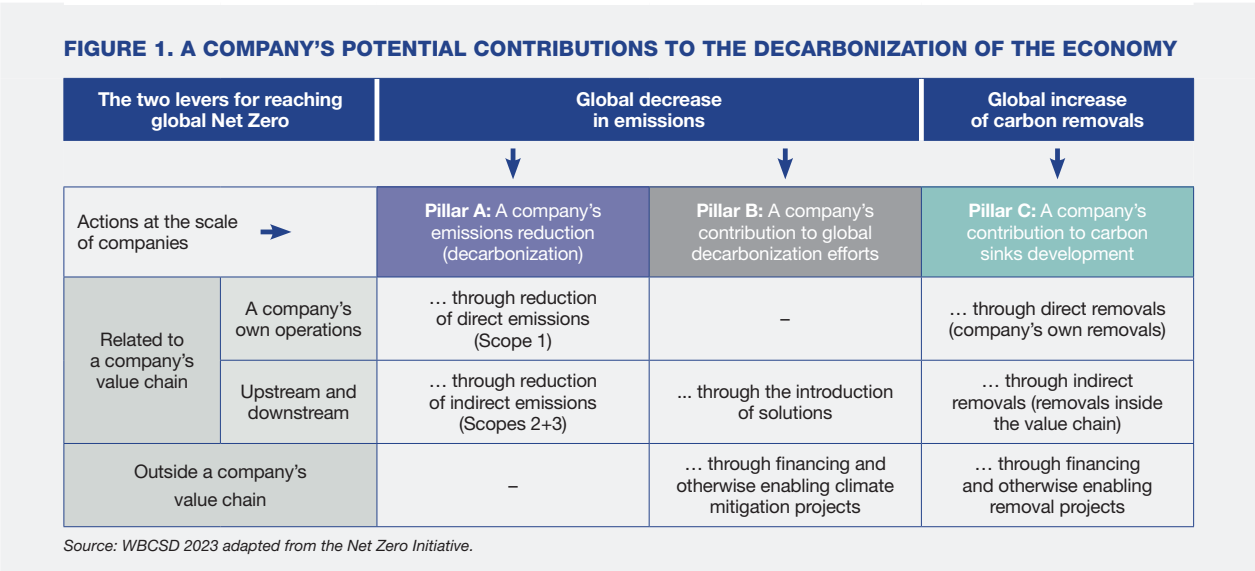 FIGURE 1. A COMPANY’S POTENTIAL CONTRIBUTIONS TO THE DECARBONIZATION OF THE ECONOMY
The two levers for reaching
global Net Zero
Global decrease
in emissions
Global increase
of carbon removals
Actions at the scale
of companies
Pillar A: A company’s
emissions reduction
(decarbonization)
Pillar B: A company’s
contribution to global
decarbonization efforts
Pillar C: A company’s
contribution to carbon
sinks development
Related to
a company’s
value chain
A company’s
own operations
… through reduction
of direct emissions
(Scope 1)
–
… through direct removals
(company’s own removals)
Upstream and
downstream
… through reduction
of indirect emissions
(Scopes 2+3)
... through the introduction
of solutions
… through indirect
removals (removals inside
the value chain)
Outside a company’s
value chain
–
… through financing and
otherwise enabling climate
mitigation projects
… through financing
and otherwise enabling
removal projects
Source: WBCSD 2023 adapted from the Net Zero Initiative.